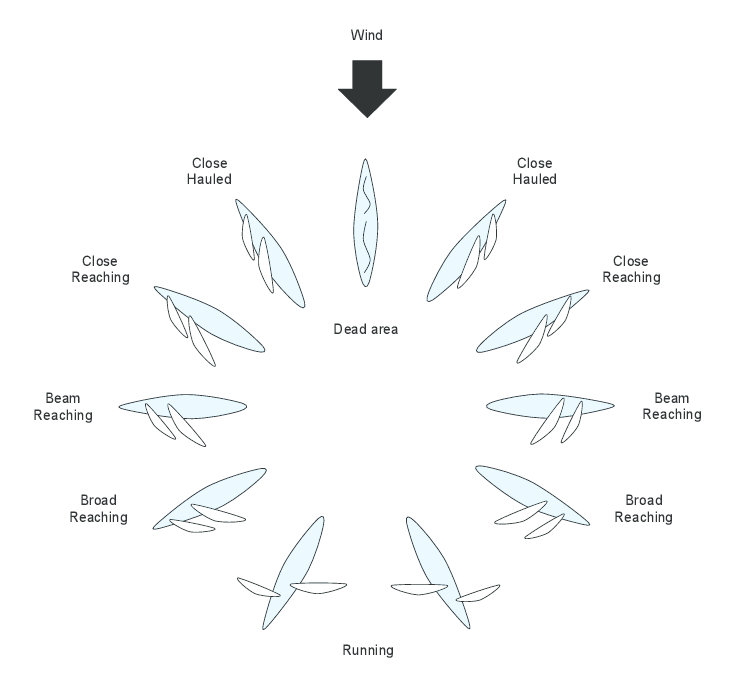 Wind
Close
Hauled
Close
Hauled
Close
Reaching
Close
Reaching
Dead area
Beam
Reaching
Beam
Reaching
Broad
Reaching
Broad
Reaching
Running